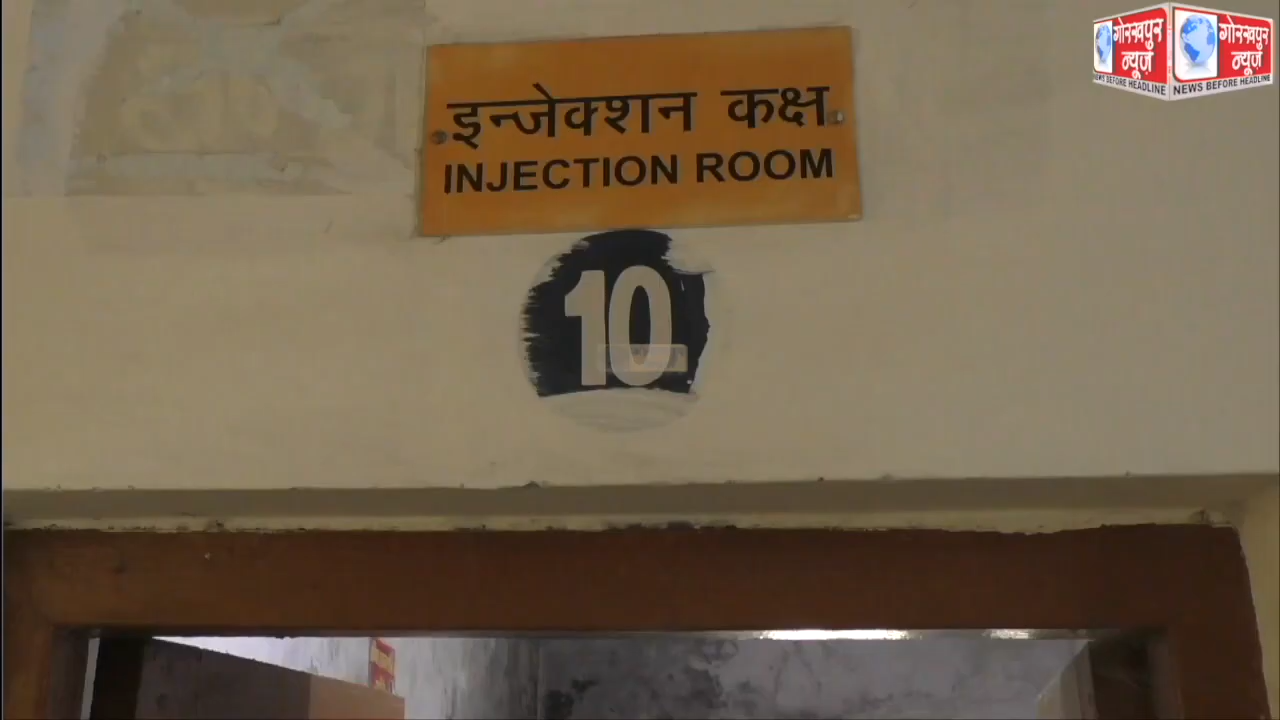 इन्जेक्शन कक्ष
INJECTION ROOM
10
गोरखपुर
न्यूज़
NEWS BEFORE HEADLINE
गोरखपुर
न्यूज़
NEWS BEFORE HEADLINE